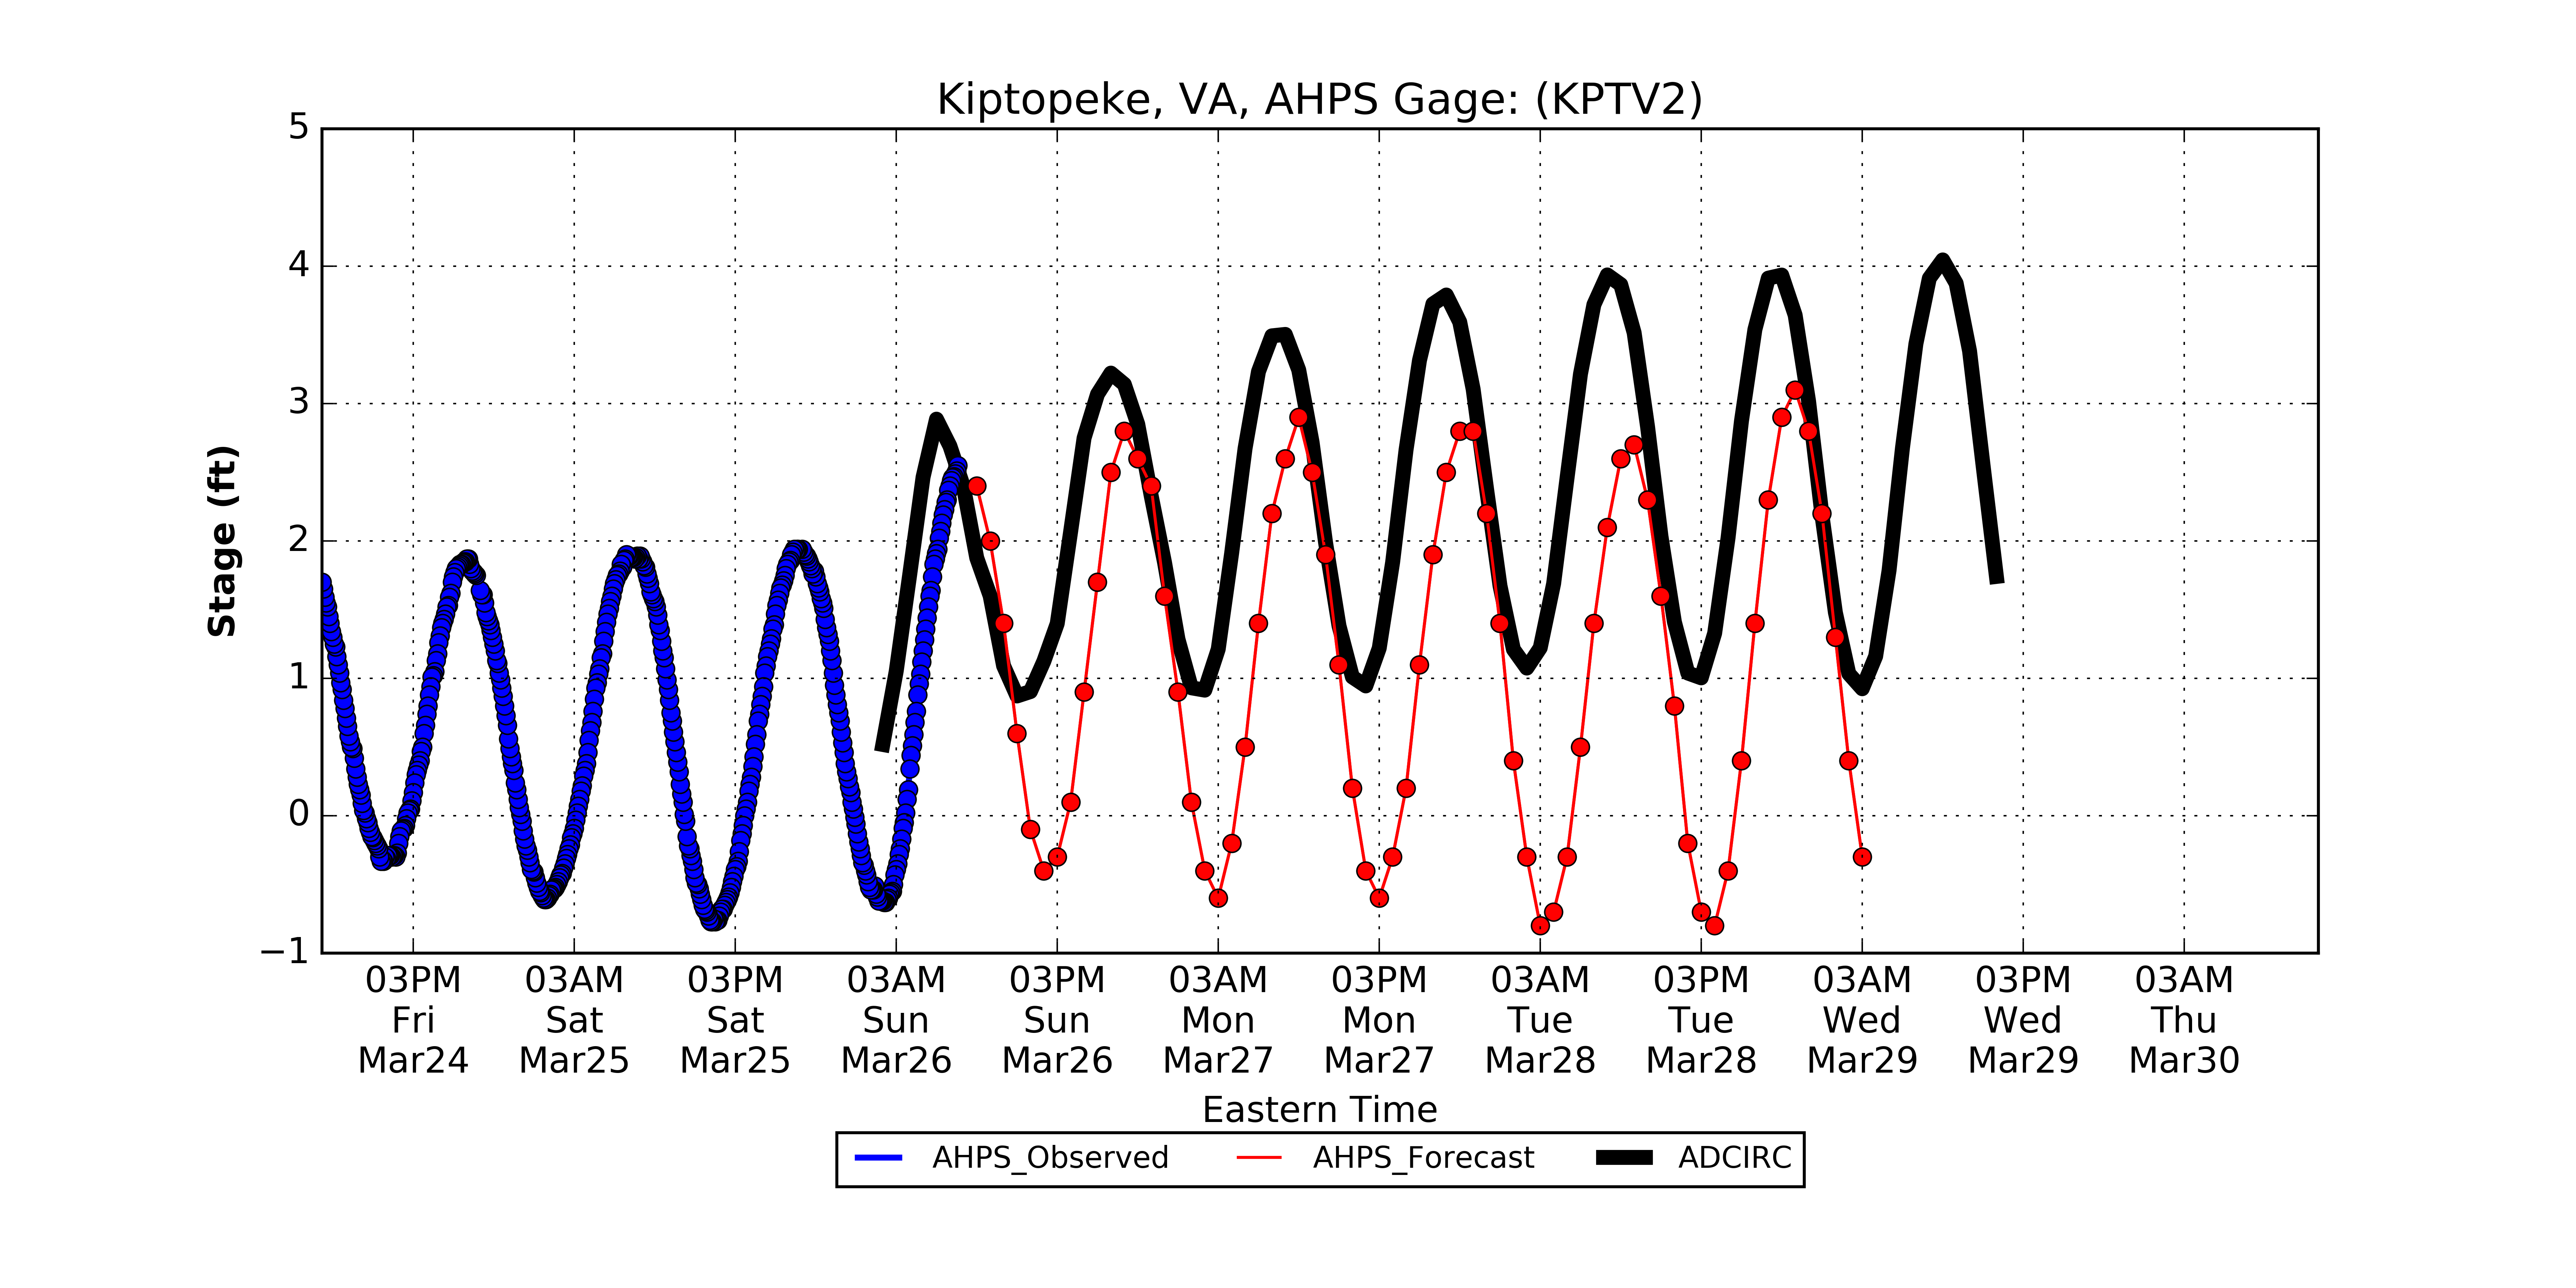 Kiptopeke, VA, AHPS Gage: (KPTV2)
5
4
3
2
1
0
−1
Stage (ft)
03PM 03AM 03PM 03AM 03PM 03AM 03PM 03AM 03PM 03AM 03PM 03AM
Fri Sat Sat Sun Sun Mon Mon Tue Tue Wed Wed Thu
Mar24 Mar25 Mar25 Mar26 Mar26 Mar27 Mar27 Mar28 Mar28 Mar29 Mar29 Mar30
Eastern Time
AHPS_Observed AHPS_Forecast ADCIRC